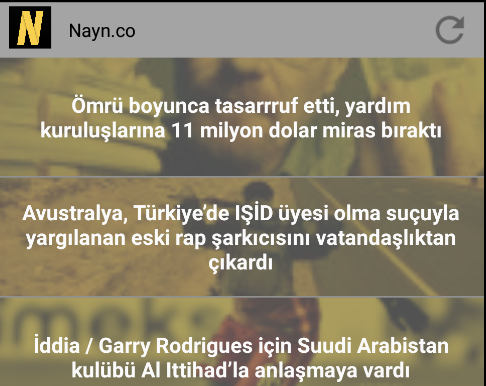 N
Nayn.co
Ömrü boyunca tasarrruf etti, yardım
kuruluşlarına 11 milyon dolar miras bıraktı
Avustralya, Türkiye’de IŞİD üyesi olma suçuyla
yargılanan eski rap şarkıcısını vatandaşlıktan
çıkardı
İddia / Garry Rodrigues için Suudi Arabistan
kulübü Al Ittihad’la anlaşmaya vardı